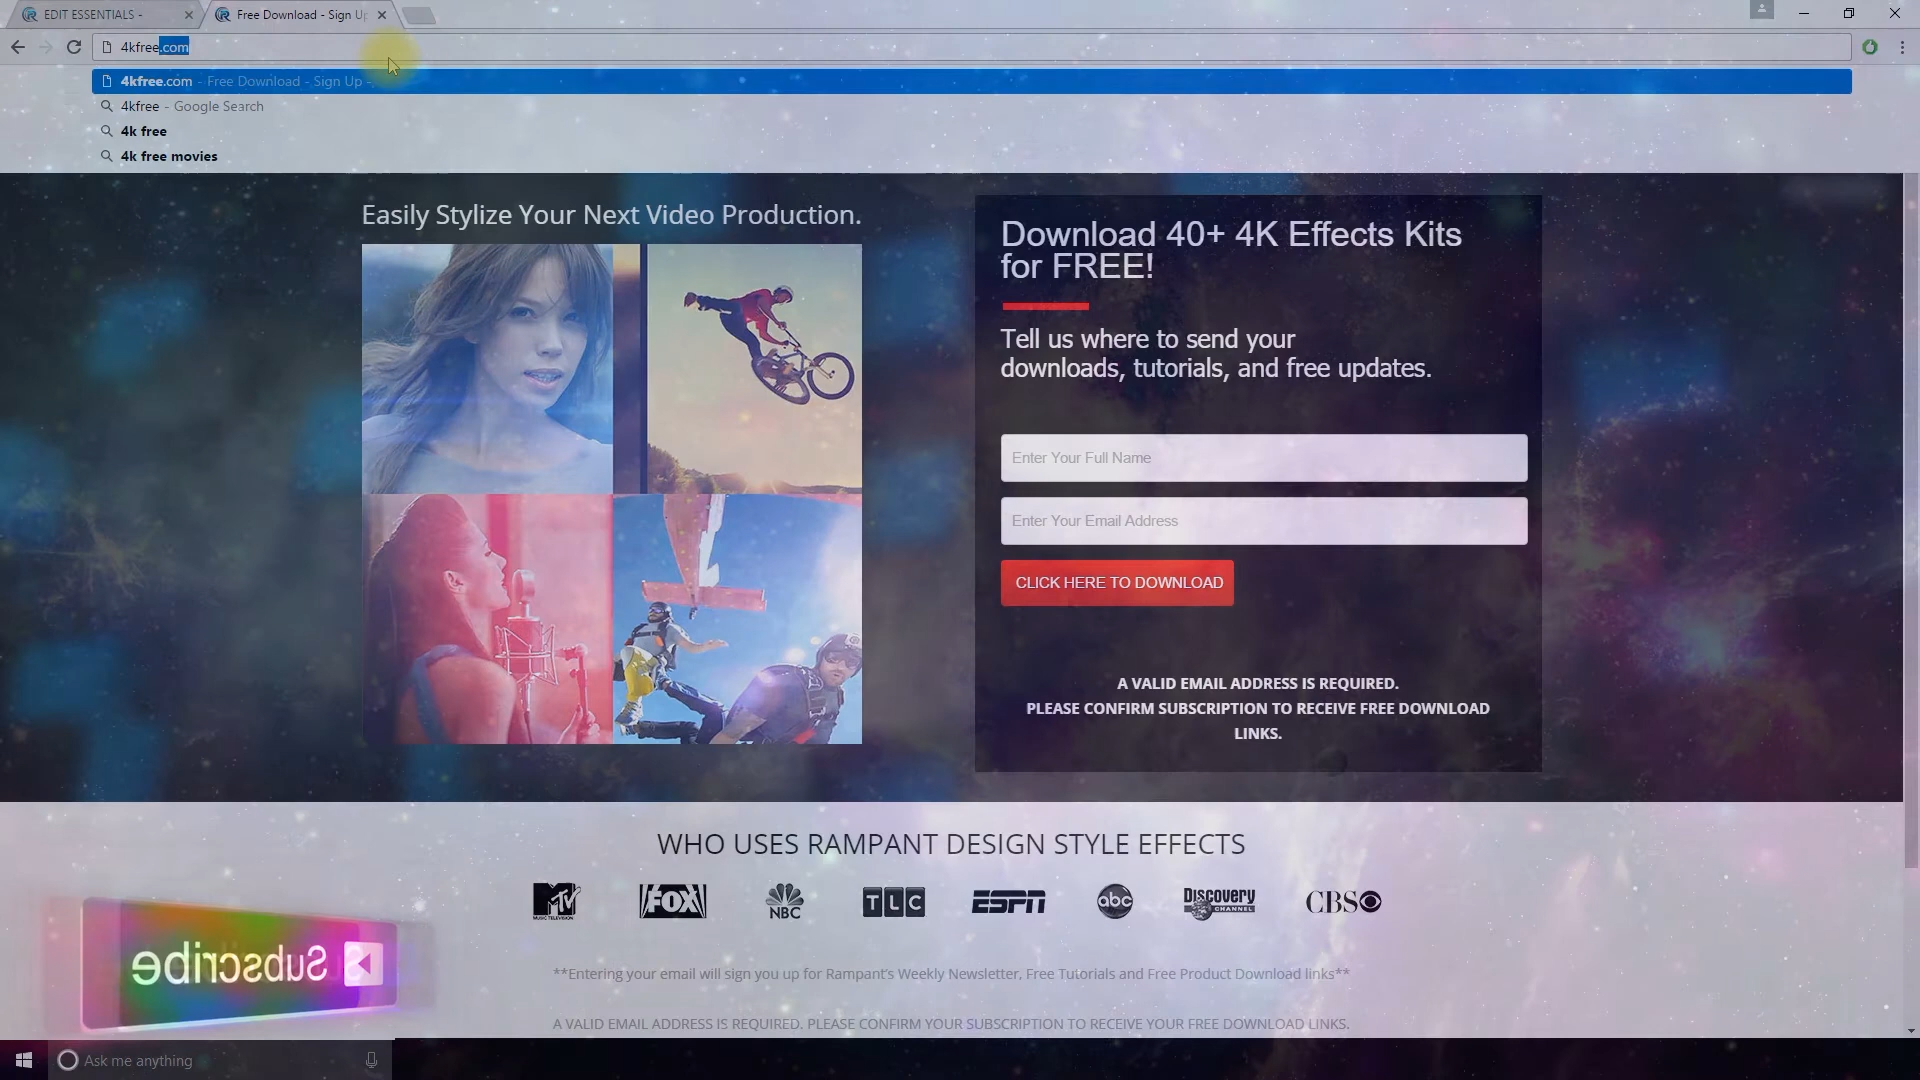 EDIT ESSENTIALS -
Free Download - Sign Up
4kfree.com
4kfree.com - Free Download - Sign Up -
4kfree - Google Search
4k free
4k free movies
Easily Stylize Your Next Video Production.
Download 40+ 4K Effects Kits
for FREE!
Tell us where to send your
downloads, tutorials, and free updates.
Enter Your Full Name
Enter Your Email Address
CLICK HERE TO DOWNLOAD
A VALID EMAIL ADDRESS IS REQUIRED.
PLEASE CONFIRM SUBSCRIPTION TO RECEIVE FREE DOWNLOAD
LINKS.
WHO USES RAMPANT DESIGN STYLE EFFECTS
MTV MUSIC TELEVISION FOX NBC TLC ESPN abc Discovery CHANNEL CBS
Subscribe
**Entering your email will sign you up for Rampant's Weekly Newsletter, Free Tutorials and Free Product Download links**
A VALID EMAIL ADDRESS IS REQUIRED. PLEASE CONFIRM YOUR SUBSCRIPTION TO RECEIVE YOUR FREE DOWNLOAD LINKS.
Ask me anything